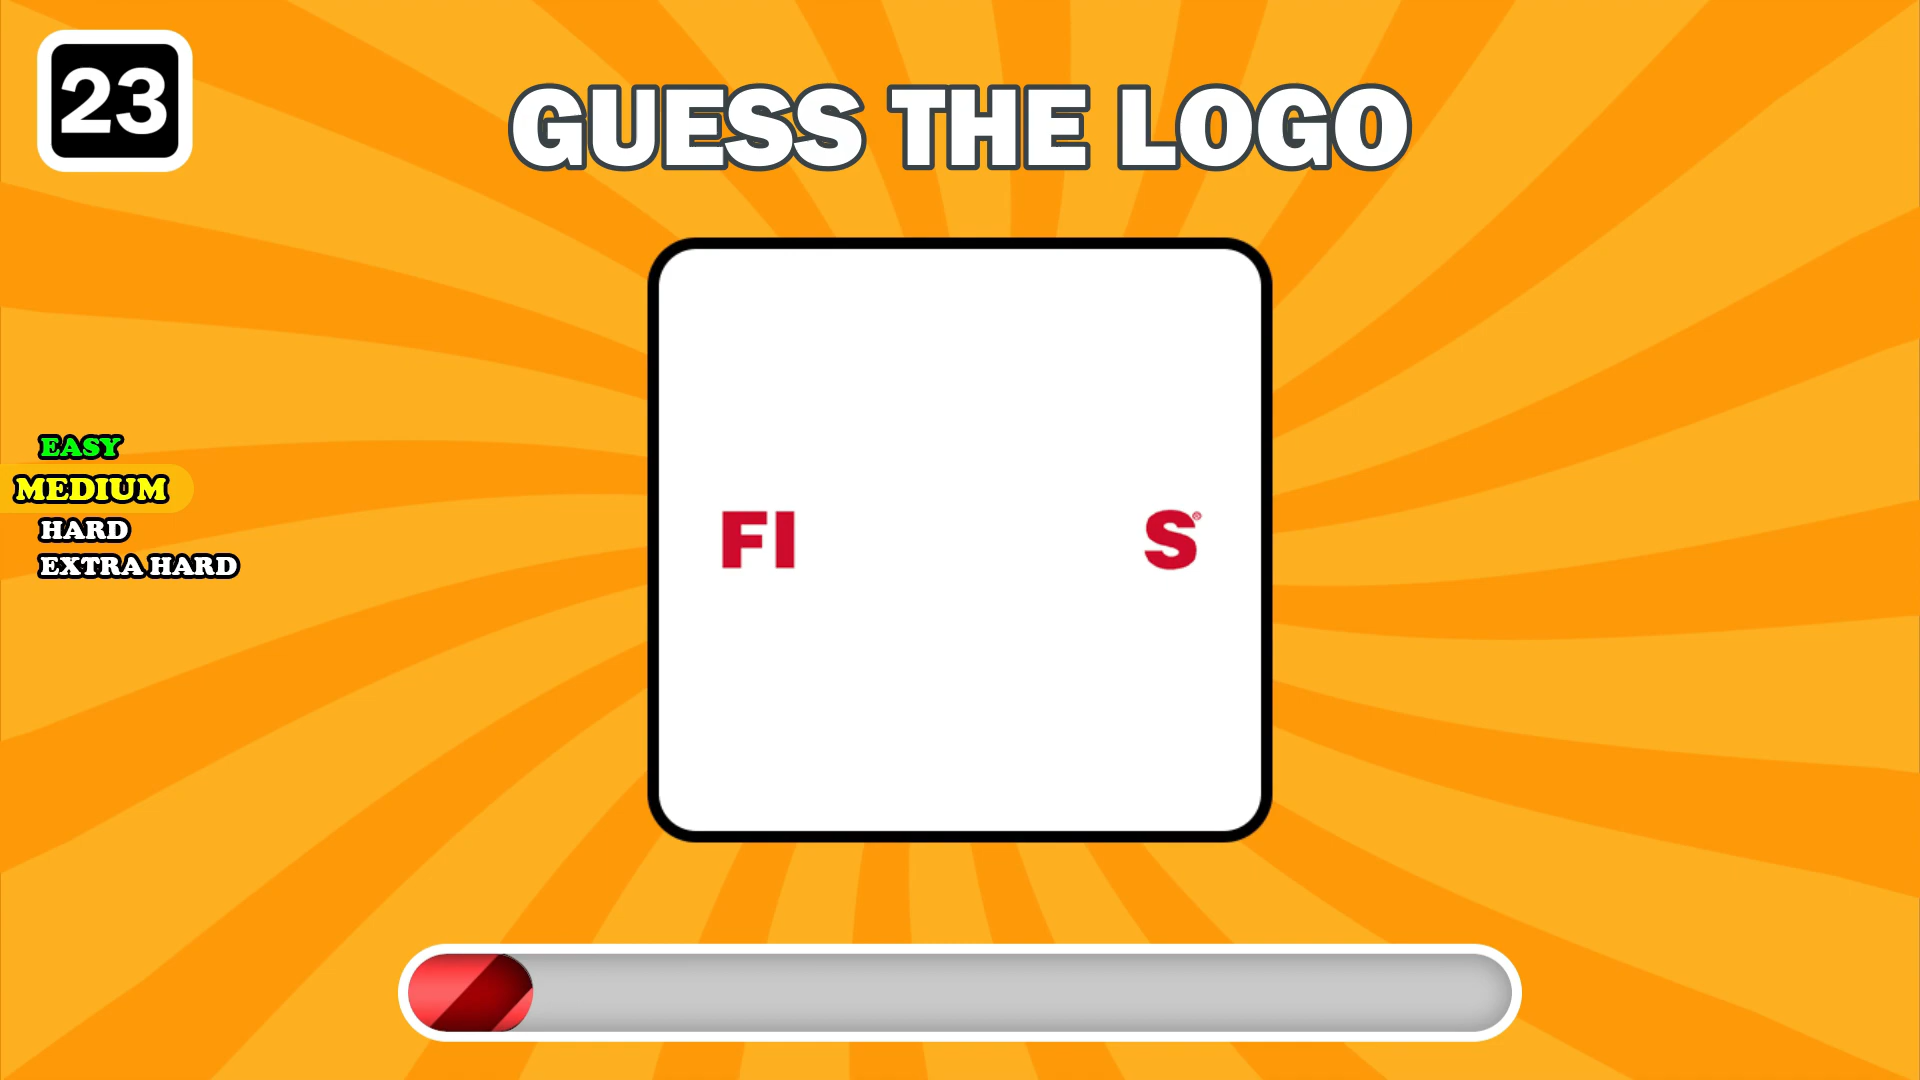 23
GUESS THE LOGO
EASY
MEDIUM
HARD
EXTRA HARD
FI S®